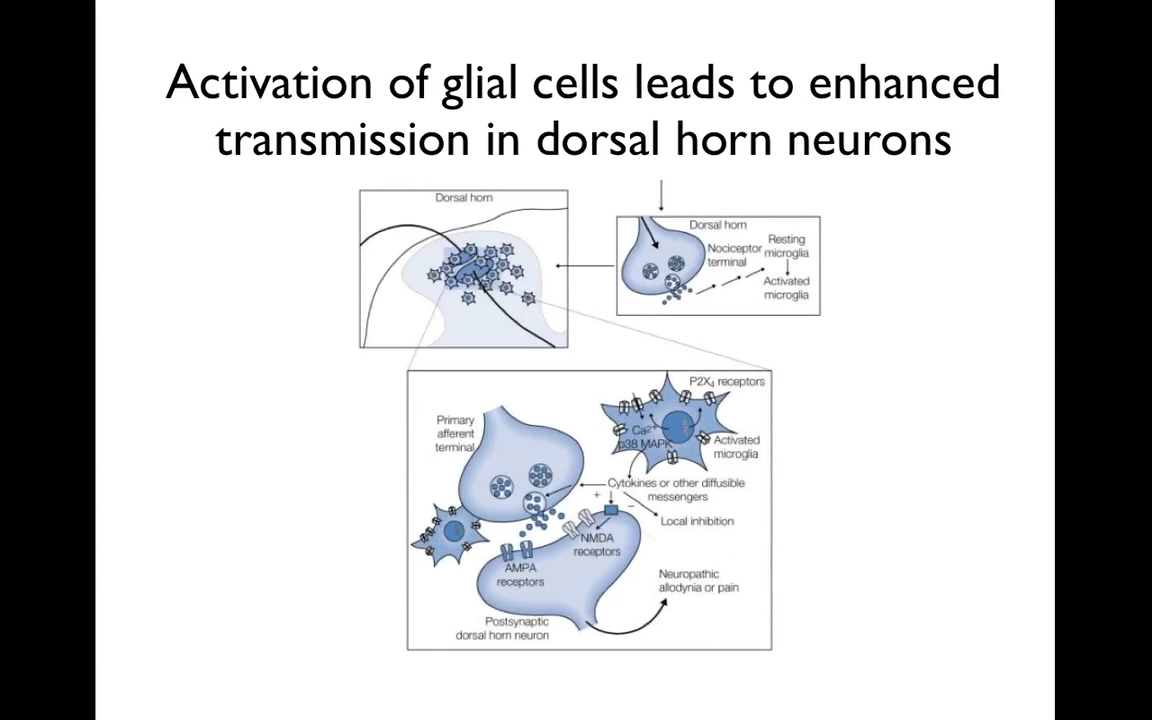 Activation of glial cells leads to enhanced
transmission in dorsal horn neurons
Dorsal horn
Dorsal horn
Nociceptor
terminal
Resting
microglia
Activated
microglia
P2X₄ receptors
Primary
afferent
terminal
Ca²⁺
p38 MAPK
Activated
microglia
Cytokines or other diffusible
messengers
+
–
Local inhibition
NMDA
receptors
AMPA
receptors
Neuropathic
allodynia or pain
Postsynaptic
dorsal horn neuron